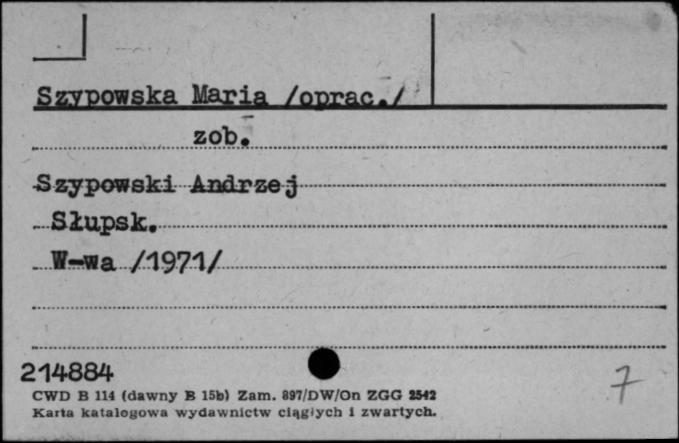 Szypowska Maria /oprac./
zob.
Szypowski Andrzej
Słupsk.
W-wa /1971/
214884
7
CWD B 114 (dawny B 15b) Zam. 897/DW/On ZGG 2542
Karta katalogowa wydawnictw ciągłych i zwartych.